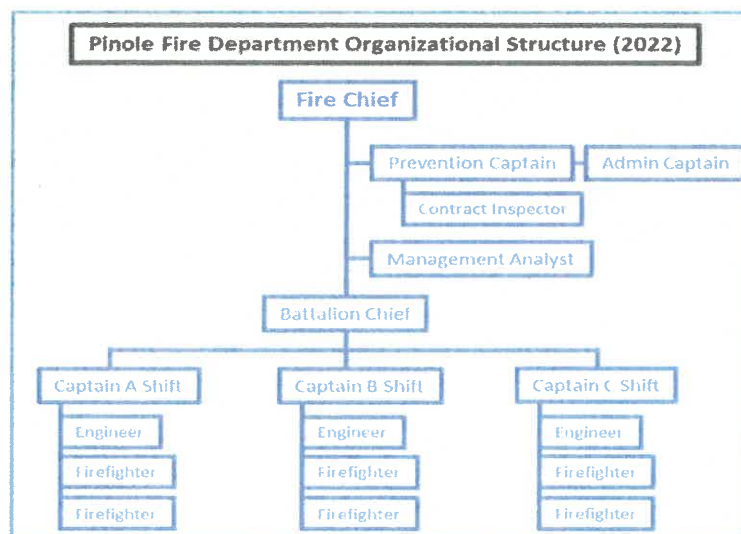 Pinole Fire Department Organizational Structure (2022)
Fire Chief
Prevention Captain
Admin Captain
Contract Inspector
Management Analyst
Battalion Chief
Captain A Shift
Captain B Shift
Captain C Shift
Engineer
Engineer
Engineer
Firefighter
Firefighter
Firefighter
Firefighter
Firefighter
Firefighter